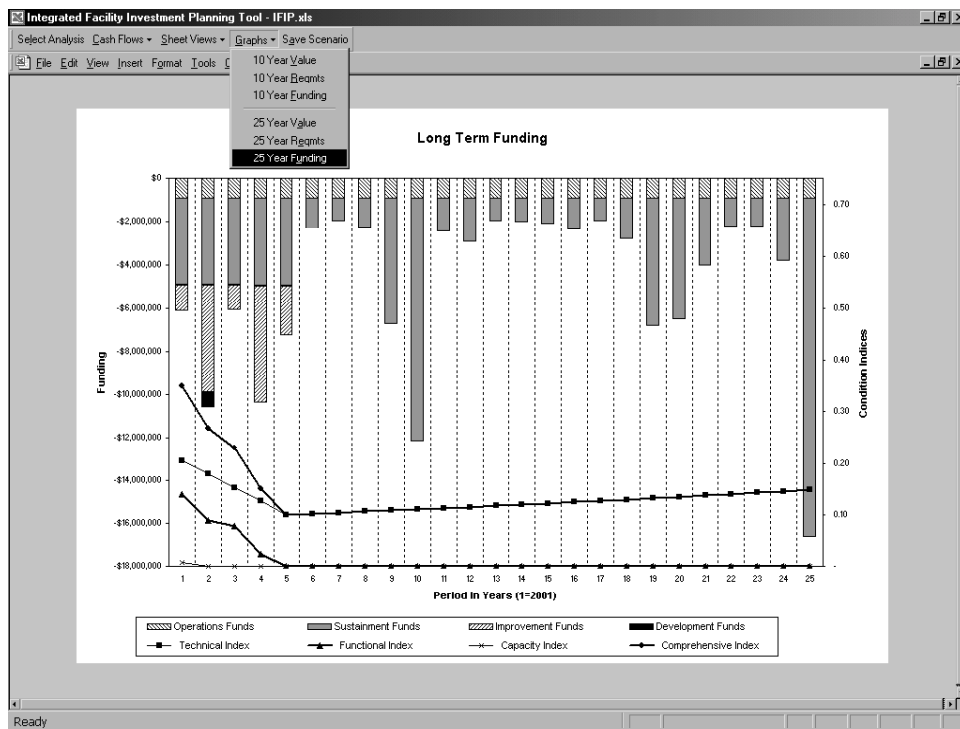 Integrated Facility Investment Planning Tool - IFIP.xls
Select Analysis Cash Flows Sheet Views Graphs Save Scenario
File Edit View Insert Format Tools
10 Year Value
10 Year Reqmts
10 Year Funding
25 Year Value
25 Year Reqmts
25 Year Funding
Long Term Funding
$0
-$2,000,000
-$4,000,000
-$6,000,000
-$8,000,000
-$10,000,000
-$12,000,000
-$14,000,000
-$16,000,000
-$18,000,000
Funding
0.70
0.60
0.50
0.40
0.30
0.20
0.10
-
Condition Indices
1 2 3 4 5 6 7 8 9 10 11 12 13 14 15 16 17 18 19 20 21 22 23 24 25
Period In Years (1=2001)
Operations Funds Sustainment Funds Improvement Funds Development Funds
Technical Index Functional Index Capacity Index Comprehensive Index
Ready